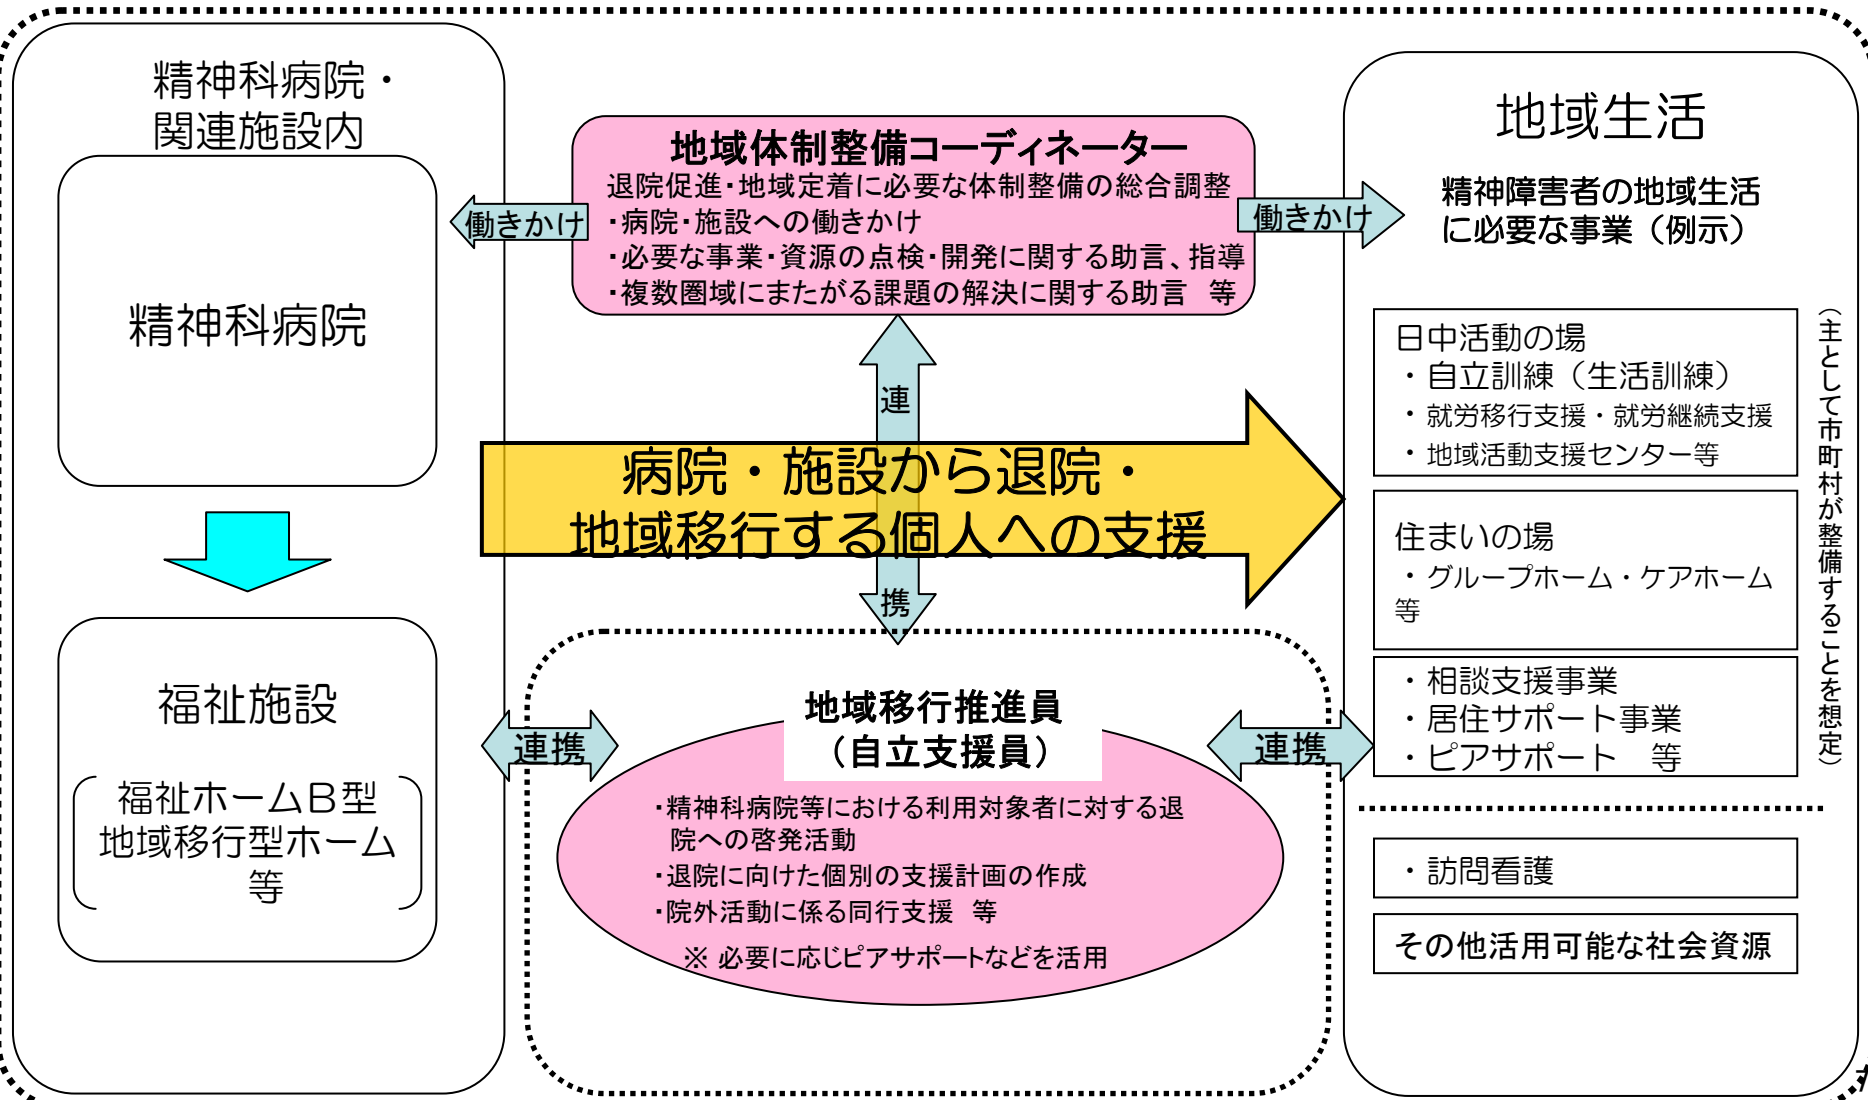 精神科病院・
関連施設内
精神科病院
福祉施設
福祉ホームB型
地域移行型ホーム
等
地域体制整備コーディネーター
退院促進・地域定着に必要な体制整備の総合調整
・病院・施設への働きかけ
・必要な事業・資源の点検・開発に関する助言、指導
・複数圏域にまたがる課題の解決に関する助言　等
働きかけ
働きかけ
連
携
病院・施設から退院・
地域移行する個人への支援
連携
連携
地域移行推進員
（自立支援員）
・精神科病院等における利用対象者に対する退
院への啓発活動
・退院に向けた個別の支援計画の作成
・院外活動に係る同行支援　等
※ 必要に応じピアサポートなどを活用
地域生活
精神障害者の地域生活
に必要な事業（例示）
日中活動の場
・自立訓練（生活訓練）
・就労移行支援・就労継続支援
・地域活動支援センター等
住まいの場
・グループホーム・ケアホーム
等
・相談支援事業
・居住サポート事業
・ピアサポート　等
（主として市町村が整備することを想定）
・訪問看護
その他活用可能な社会資源